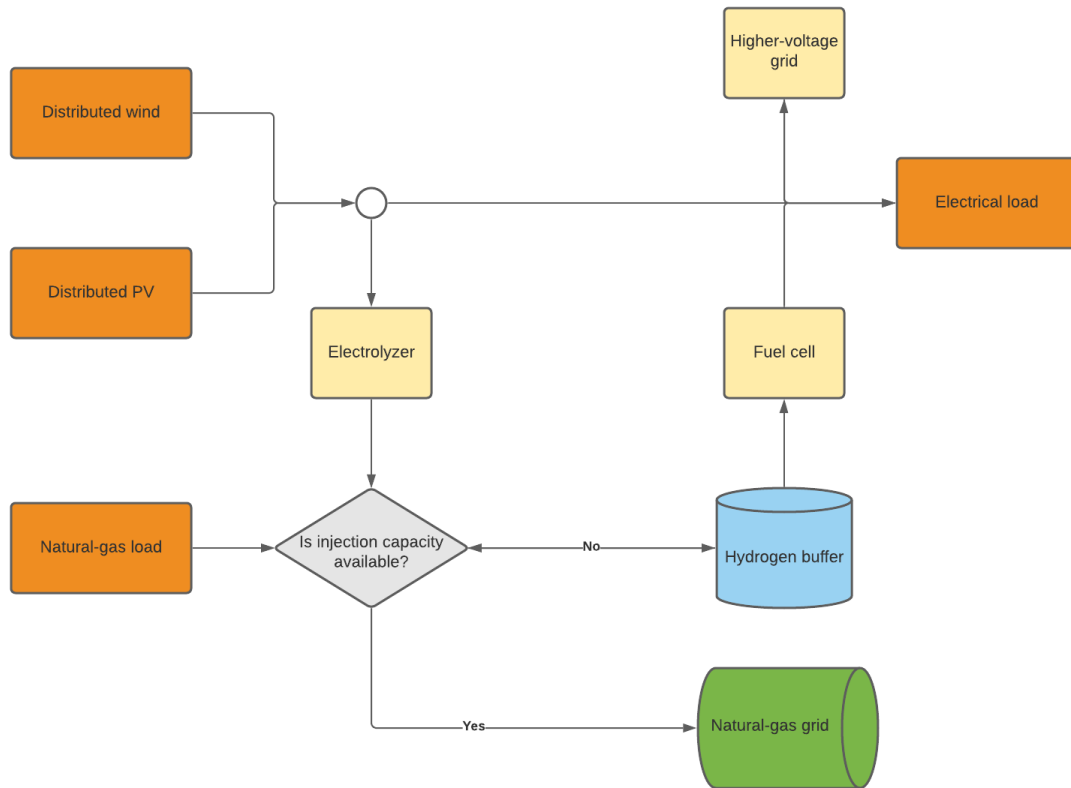 Higher-voltage
grid
Distributed wind
Electrical load
Distributed PV
Electrolyzer
Fuel cell
Natural-gas load
Is injection capacity
available?
No
Hydrogen buffer
Yes
Natural-gas grid